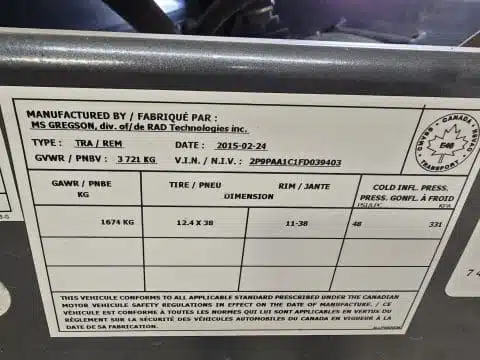 MANUFACTURED BY / FABRIQUÉ PAR :
MS GREGSON, div. of/de RAD Technologies inc.
TYPE : TRA / REM DATE : 2015-02-24
GVWR / PNBV : 3 721 KG V.I.N. / N.I.V. : 2P9PAA1C1FD039403
CANADA
E40
TRANSPORT
GAWR / PNBE
KG
TIRE / PNEU RIM / JANTE
DIMENSION
COLD INFL. PRESS.
PRESS. GONFL. À FROID
PSI/LPC KPA
1674 KG 12.4 X 38 11-38 48 331
THIS VEHICLE CONFORMS TO ALL APPLICABLE STANDARD PRESCRIBED UNDER THE CANADIAN
MOTOR VEHICLE SAFETY REGULATIONS IN EFFECT ON THE DATE OF MANUFACTURE. / CE
VÉHICULE EST CONFORME À TOUTES LES NORMES QUI LUI SONT APPLICABLES EN VERTUE DU
RÈGLEMENT SUR LA SÉCURITÉ DES VÉHICULES AUTOMOBILES DU CANADA EN VIGUEUR À LA
DATE DE SA FABRICATION.
7 4